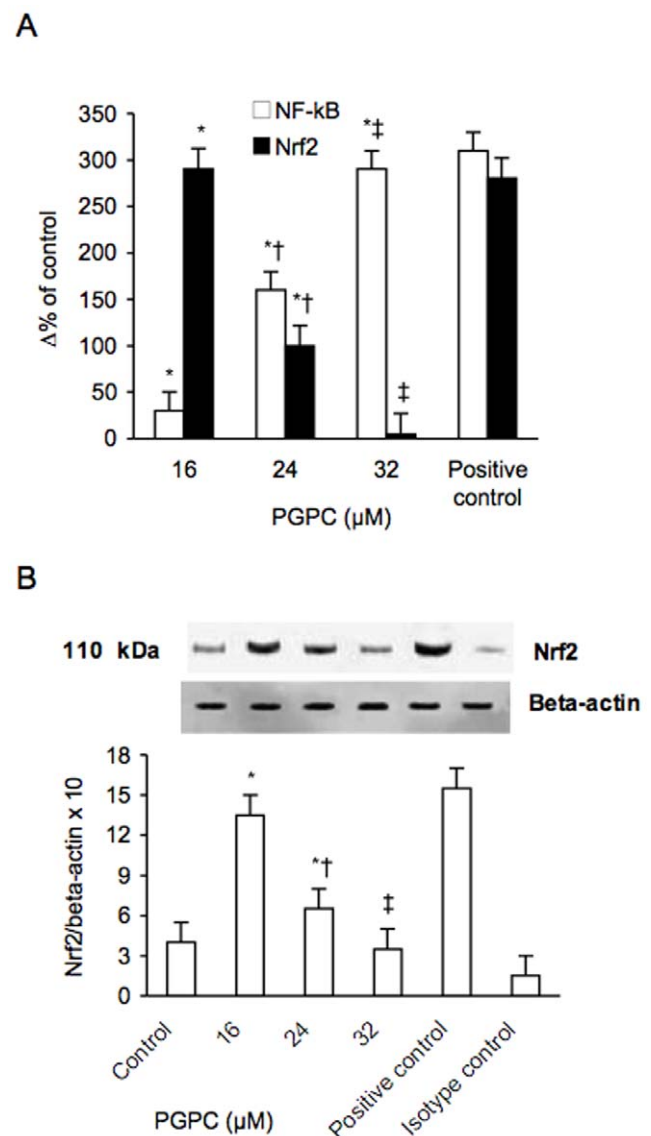 A
350
300
250
200
150
100
50
0
Δ% of control
NF-kB
Nrf2
*
*
*†
*†
*‡
‡
16 24 32 Positive control
PGPC (µM)
B
110 kDa Nrf2
Beta-actin
18
15
12
9
6
3
0
Nrf2/beta-actin x 10
*
*†
‡
Control 16 24 32 Positive control Isotype control
PGPC (µM)